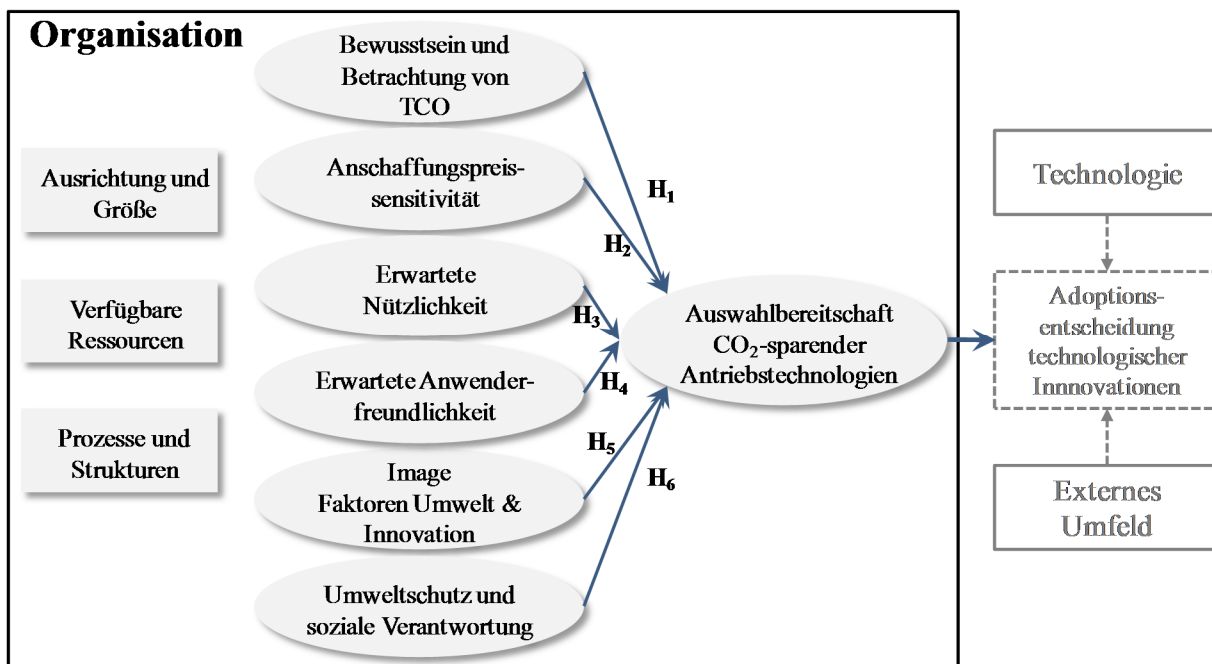 Organisation
Ausrichtung und
Größe
Verfügbare
Ressourcen
Prozesse und
Strukturen
Bewusstsein und
Betrachtung von
TCO
Anschaffungspreis-
sensitivität
Erwartete
Nützlichkeit
Erwartete Anwender-
freundlichkeit
Image
Faktoren Umwelt &
Innovation
Umweltschutz und
soziale Verantwortung
H₁
H₂
H₃
H₄
H₅
H₆
Auswahlbereitschaft
CO₂-sparender
Antriebstechnologien
Technologie
Adoptions-
entscheidung
technologischer
Innnovationen
Externes
Umfeld